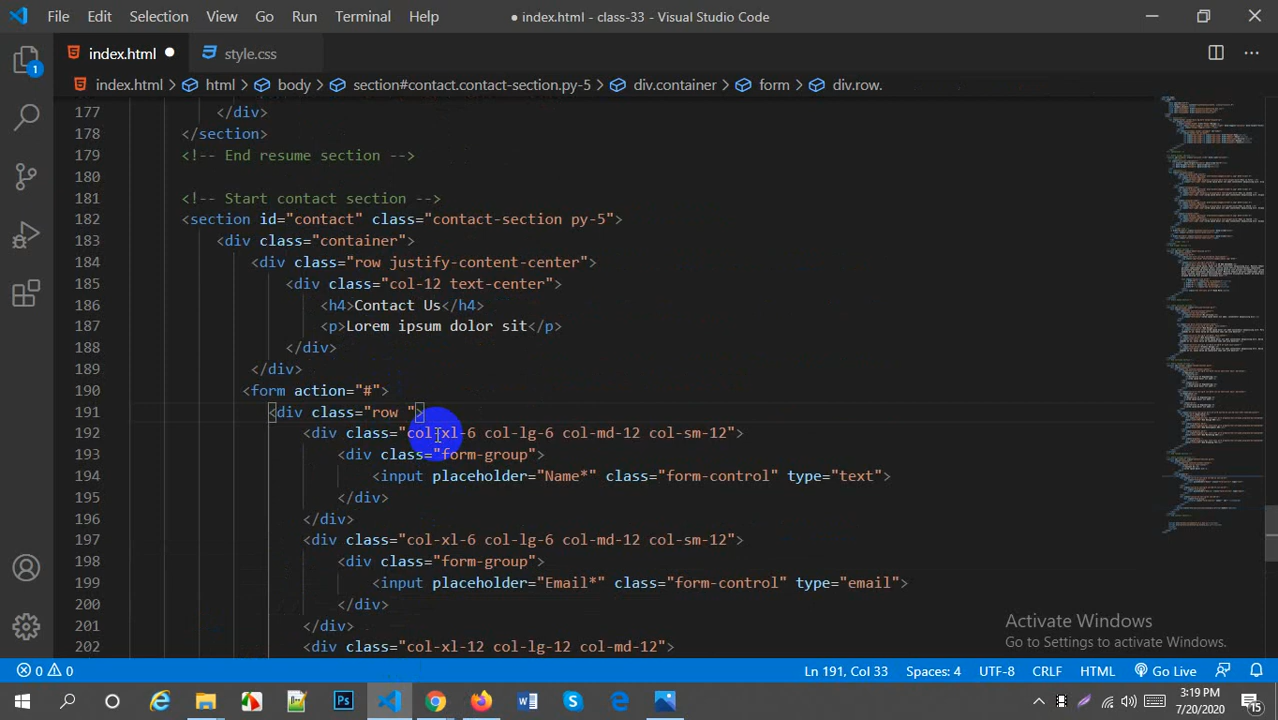 File Edit Selection View Go Run Terminal Help ● index.html - class-33 - Visual Studio Code
index.html ● style.css
index.html > html > body > section#contact.contact-section.py-5 > div.container > form > div.row.
1
177 </div>
178 </section>
179 <!-- End resume section -->
180
181 <!-- Start contact section -->
182 <section id="contact" class="contact-section py-5">
183 <div class="container">
184 <div class="row justify-content-center">
185 <div class="col-12 text-center">
186 <h4>Contact Us</h4>
187 <p>Lorem ipsum dolor sit</p>
188 </div>
189 </div>
190 <form action="#">
191 <div class="row ">
192 <div class="col-xl-6 col-lg-6 col-md-12 col-sm-12">
193 <div class="form-group">
194 <input placeholder="Name*" class="form-control" type="text">
195 </div>
196 </div>
197 <div class="col-xl-6 col-lg-6 col-md-12 col-sm-12">
198 <div class="form-group">
199 <input placeholder="Email*" class="form-control" type="email">
200 </div>
201 </div>
202 <div class="col-xl-12 col-lg-12 col-md-12">
Activate Windows
Go to Settings to activate Windows.
0 0 Ln 191, Col 33 Spaces: 4 UTF-8 CRLF HTML Go Live
Ps W S 3:19 PM
7/20/2020 15